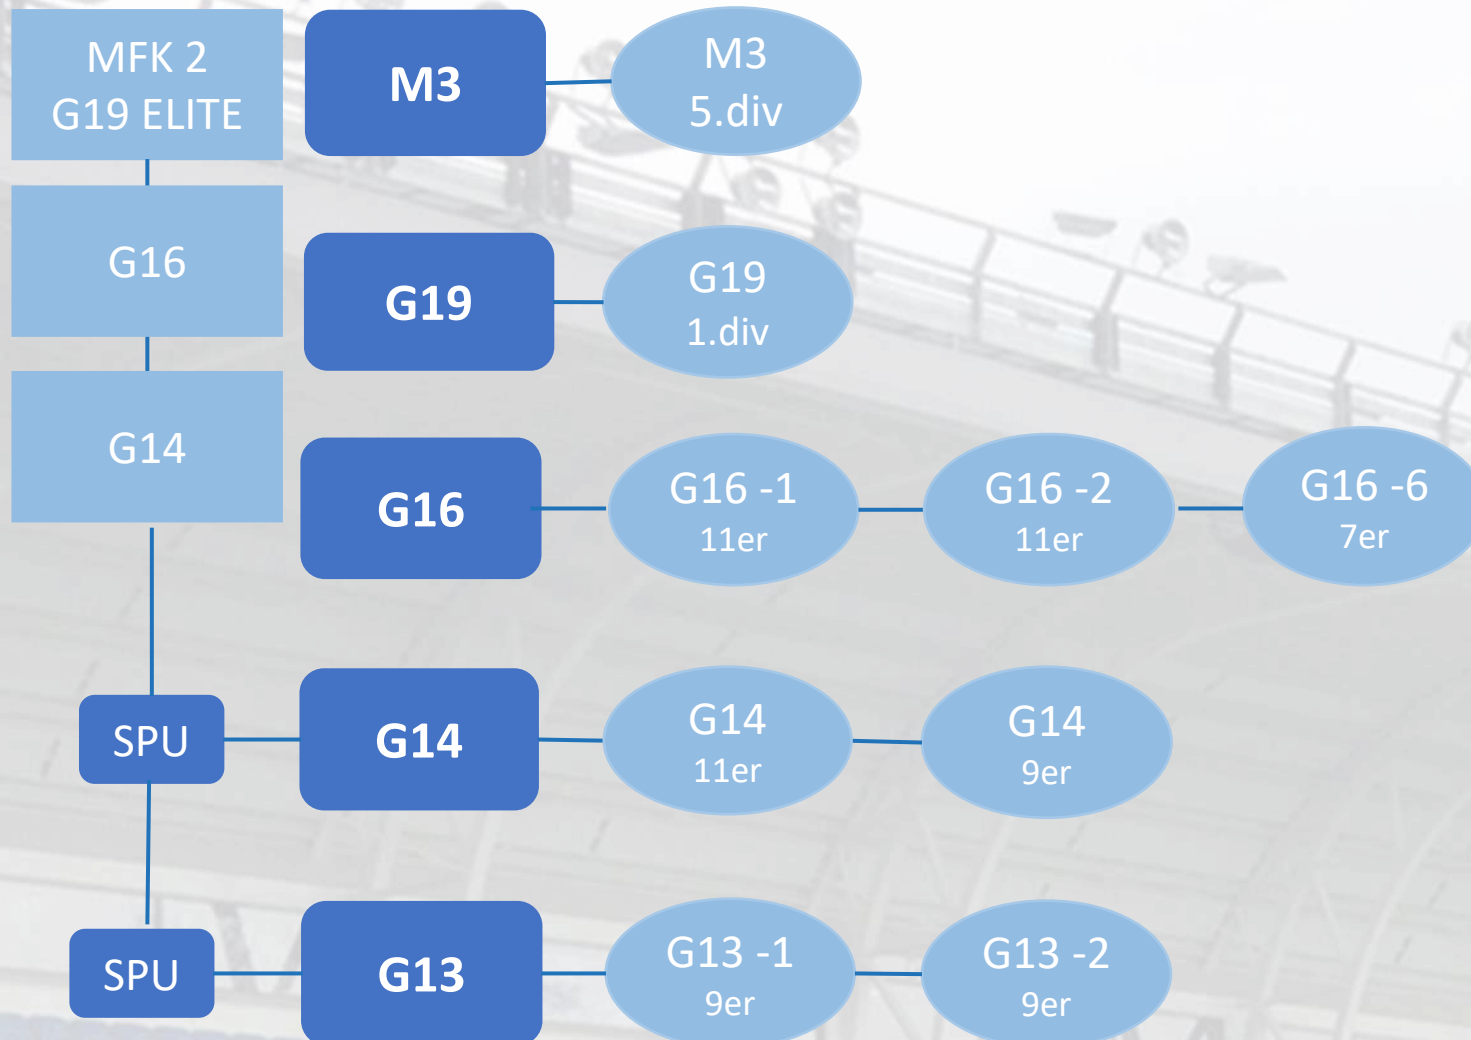 MFK 2
G19 ELITE
M3
M3
5.div
G16
G19
G19
1.div
G14
G16
G16 -1
11er
G16 -2
11er
G16 -6
7er
SPU
G14
G14
11er
G14
9er
SPU
G13
G13 -1
9er
G13 -2
9er